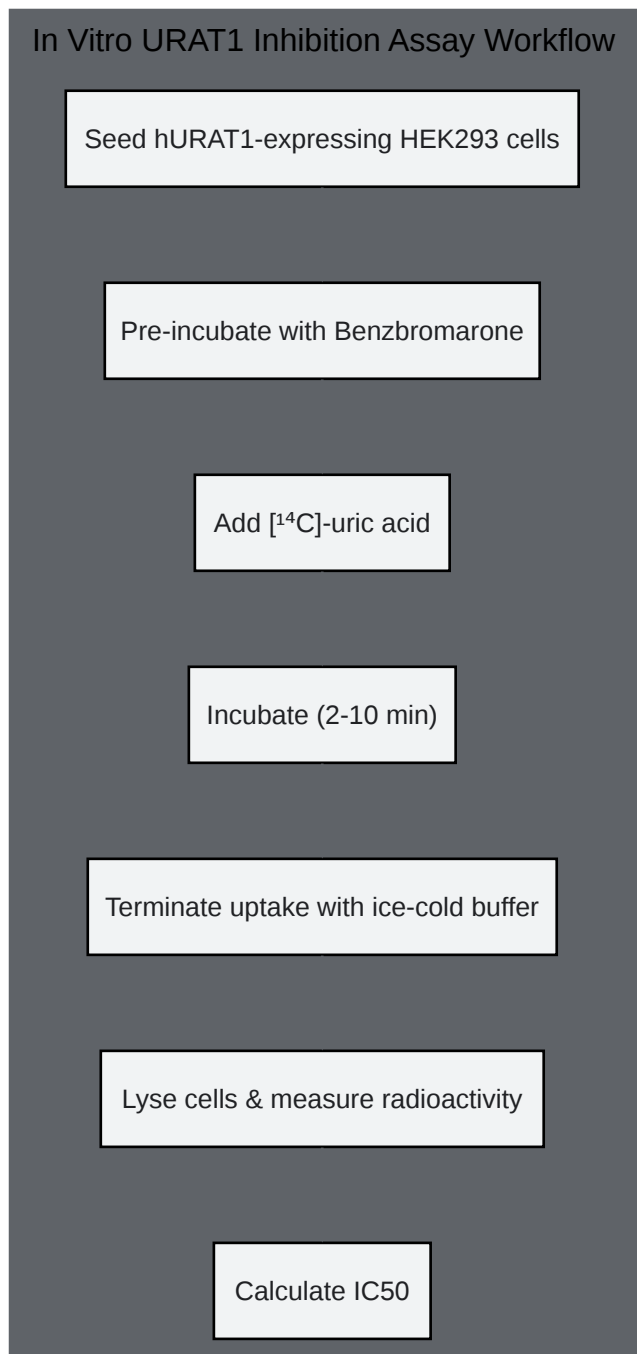 In Vitro URAT1 Inhibition Assay Workflow
Seed hURAT1-expressing HEK293 cells
Pre-incubate with Benzbromarone
Add [¹⁴C]-uric acid
Incubate (2-10 min)
Terminate uptake with ice-cold buffer
Lyse cells & measure radioactivity
Calculate IC50